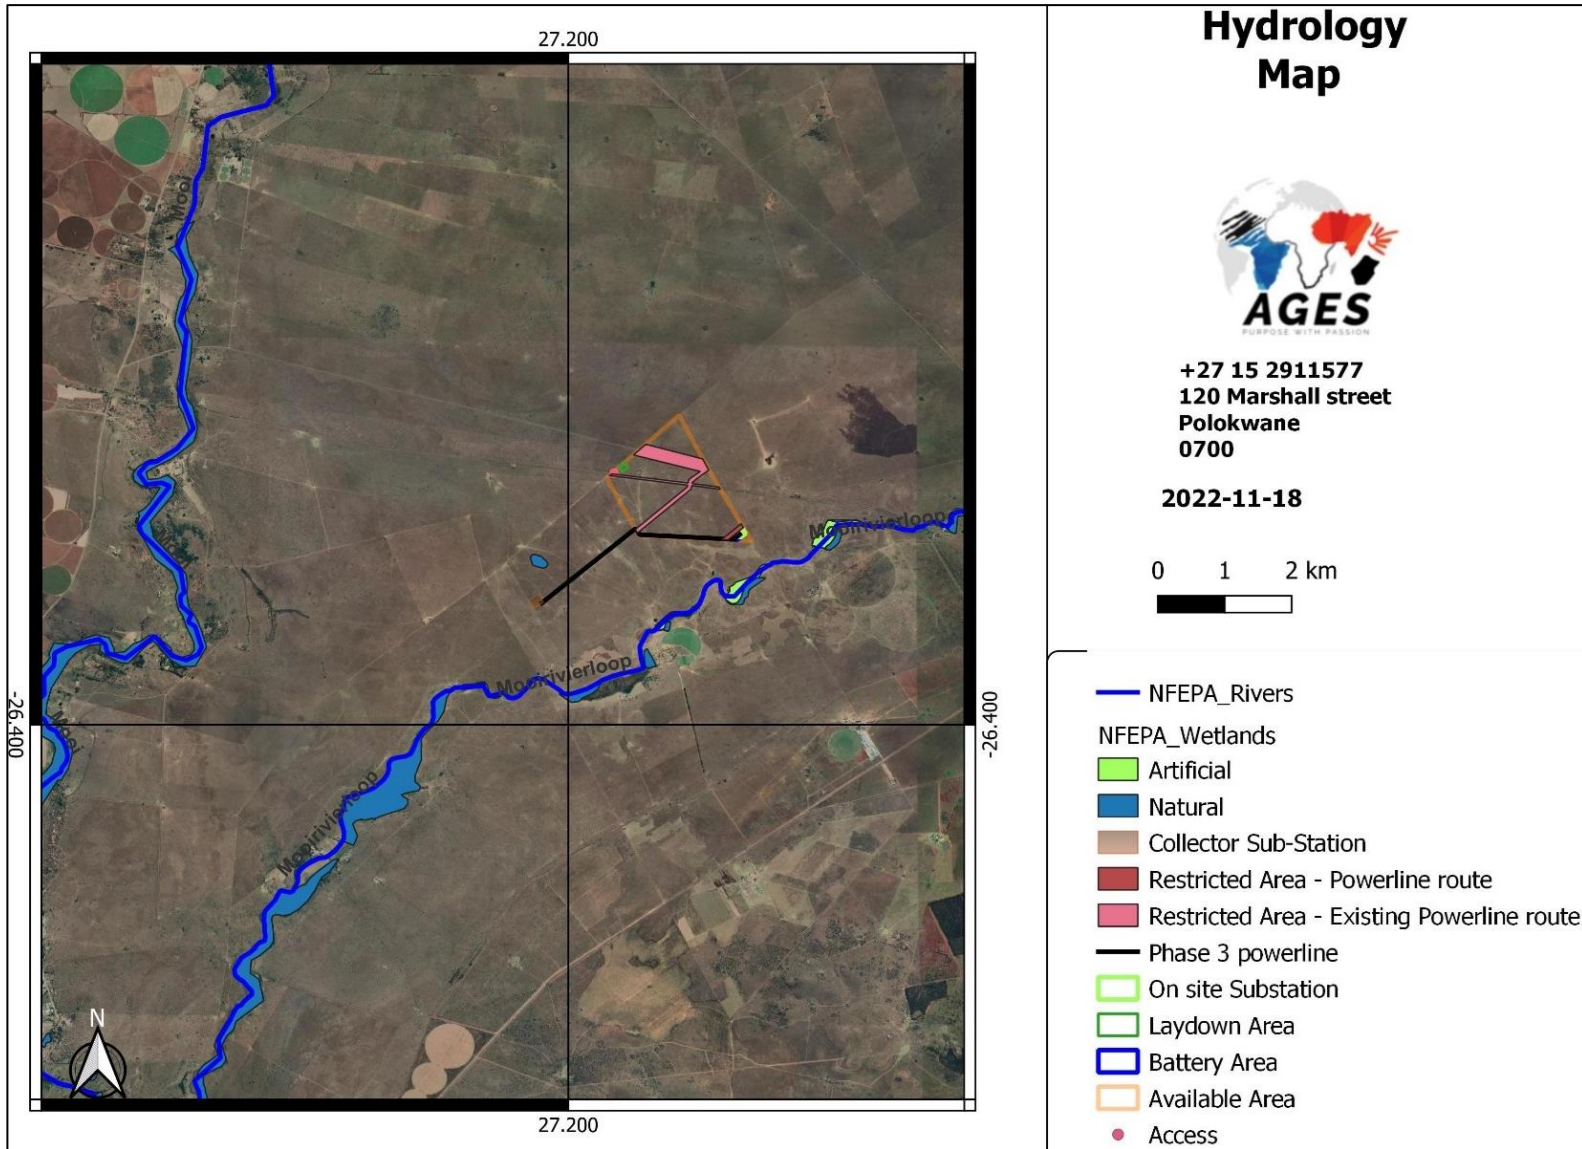 Hydrology
Map
AGES
PURPOSE WITH PASSION
+27 15 2911577
120 Marshall street
Polokwane
0700
2022-11-18
0 1 2 km
NFEPA_Rivers
NFEPA_Wetlands
Artificial
Natural
Collector Sub-Station
Restricted Area - Powerline route
Restricted Area - Existing Powerline route
Phase 3 powerline
On site Substation
Laydown Area
Battery Area
Available Area
Access
27.200
27.200
-26.400
-26.400
Mooi
Mooi
Mooi
Mooirivierloop
Mooirivierloop
Mooirivierloop
N